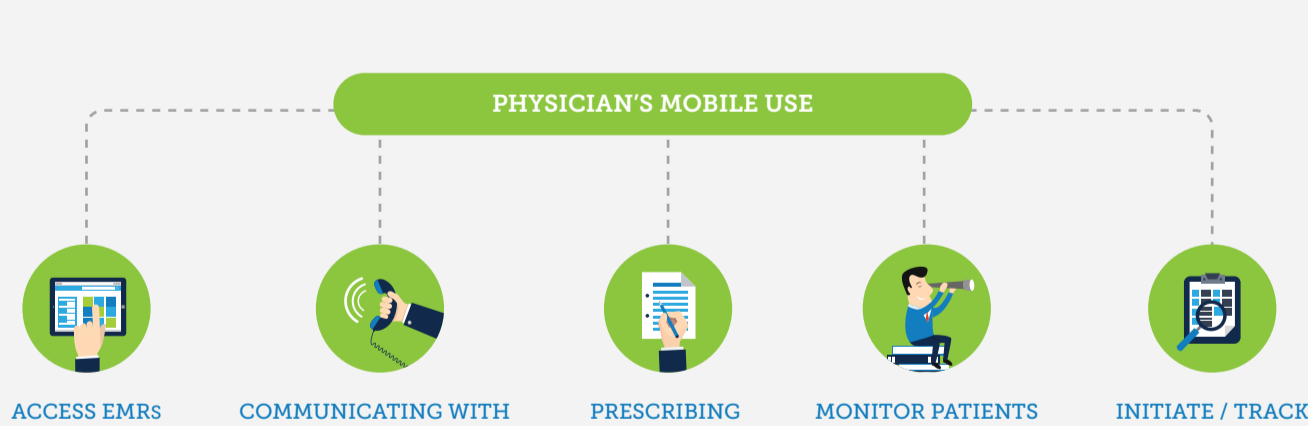 PHYSICIAN'S MOBILE USE
ACCESS EMRs
COMMUNICATING WITH
PRESCRIBING
MONITOR PATIENTS
INITIATE / TRACK